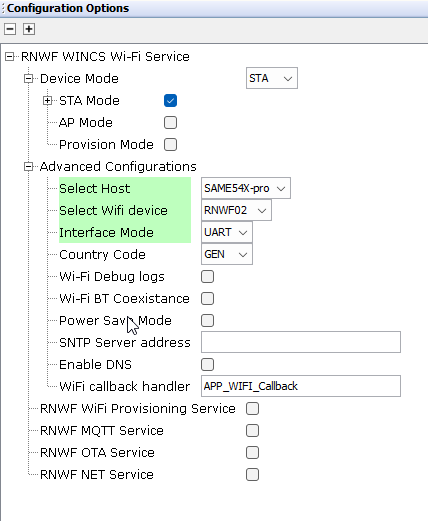 Configuration Options
RNWF WINCS Wi-Fi Service
Device Mode STA
STA Mode
AP Mode
Provision Mode
Advanced Configurations
Select Host SAME54X-pro
Select Wifi device RNWF02
Interface Mode UART
Country Code GEN
Wi-Fi Debug logs
Wi-Fi BT Coexistance
Power Save Mode
SNTP Server address
Enable DNS
WiFi callback handler APP_WIFI_Callback
RNWF WiFi Provisioning Service
RNWF MQTT Service
RNWF OTA Service
RNWF NET Service